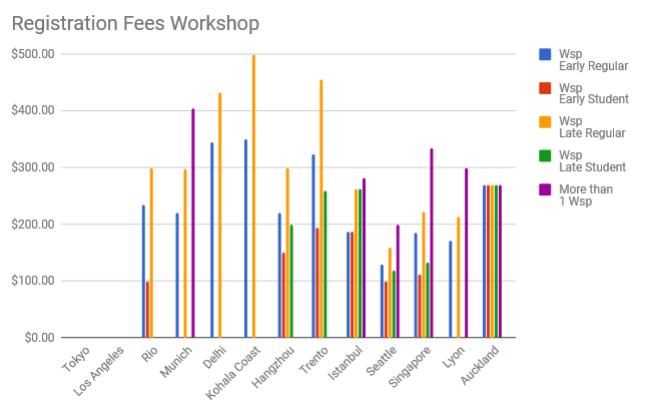 Registration Fees Workshop
$500.00
$400.00
$300.00
$200.00
$100.00
$0.00
Tokyo
Los Angeles
Rio
Munich
Delhi
Kohala Coast
Hangzhou
Trento
Istanbul
Seattle
Singapore
Lyon
Auckland
Wsp
Early Regular
Wsp
Early Student
Wsp
Late Regular
Wsp
Late Student
More than
1 Wsp